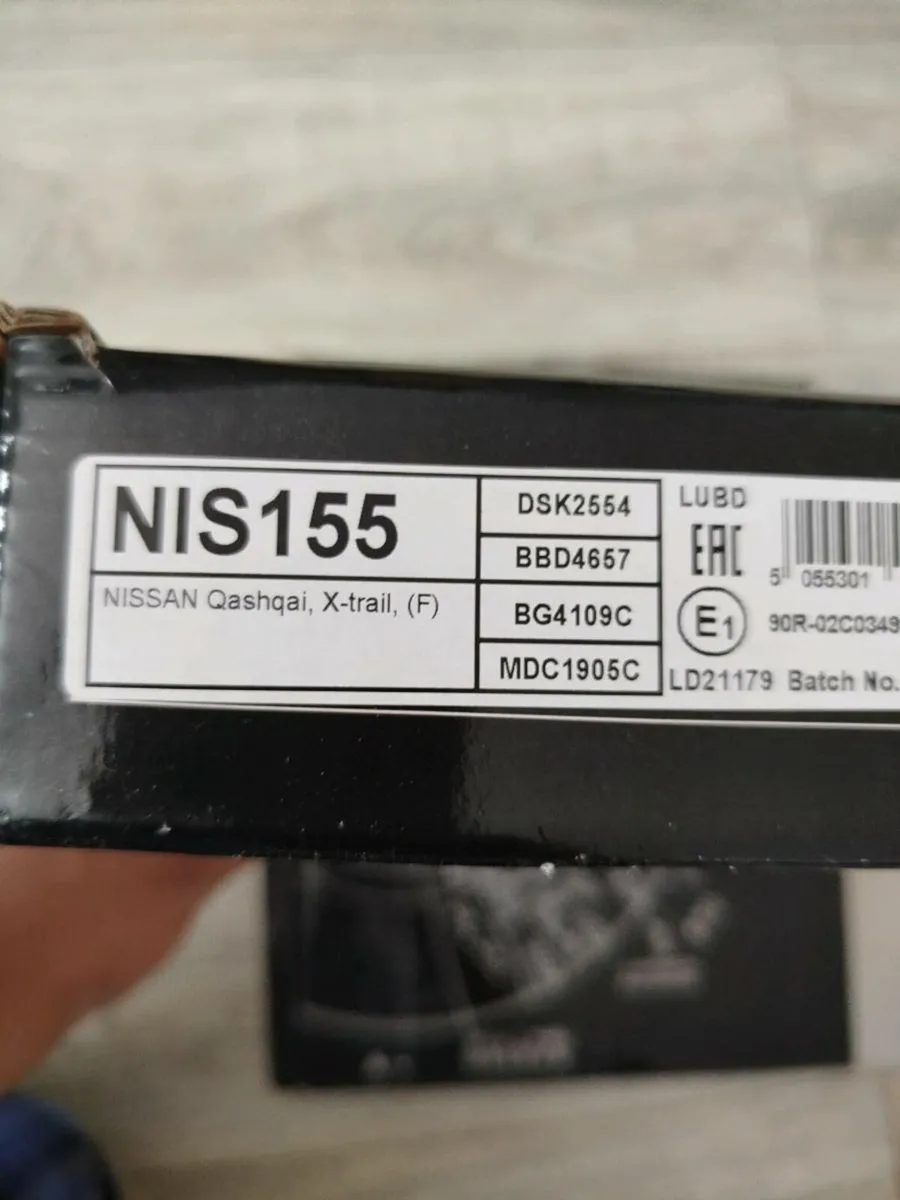 NIS155
NISSAN Qashqai, X-trail, (F)
DSK2554
BBD4657
BG4109C
MDC1905C
LUBD
EAC
5 055301
E1
90R-02C0349
LD21179 Batch No.